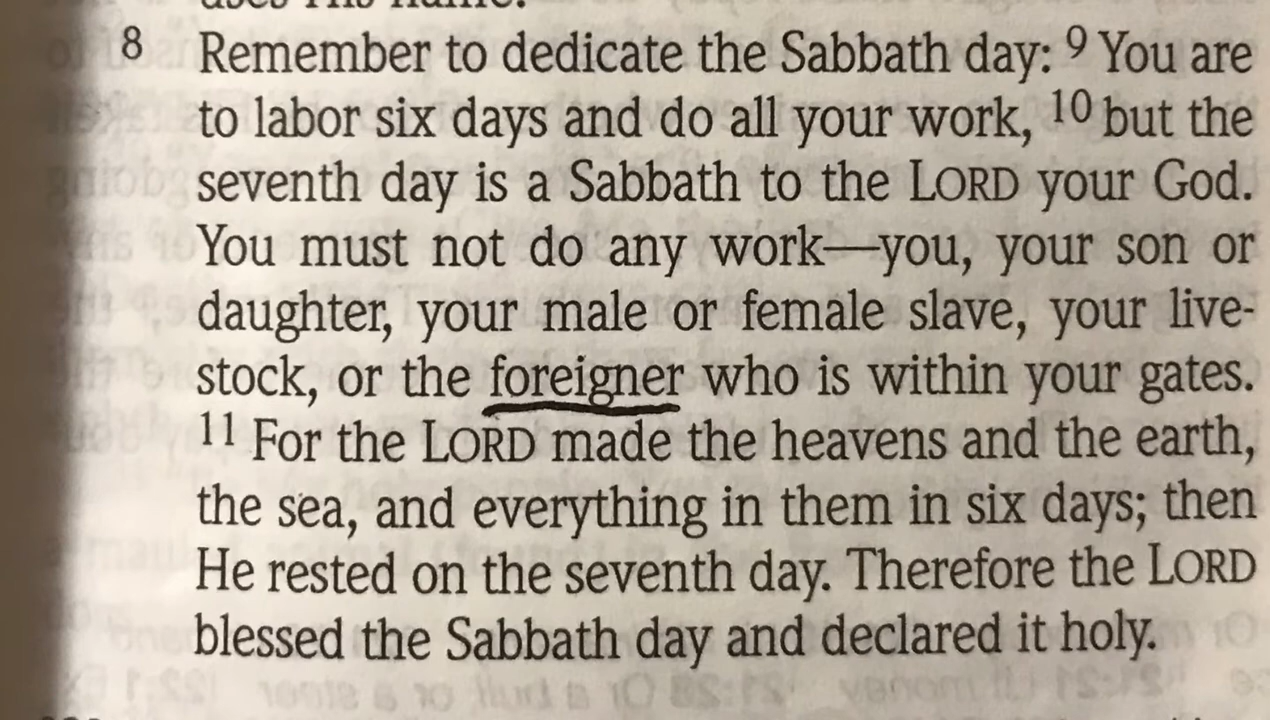 uses His name.
8 Remember to dedicate the Sabbath day: 9 You are
to labor six days and do all your work, 10 but the
seventh day is a Sabbath to the LORD your God.
You must not do any work—you, your son or
daughter, your male or female slave, your live-
stock, or the foreigner who is within your gates.
11 For the LORD made the heavens and the earth,
the sea, and everything in them in six days; then
He rested on the seventh day. Therefore the LORD
blessed the Sabbath day and declared it holy.